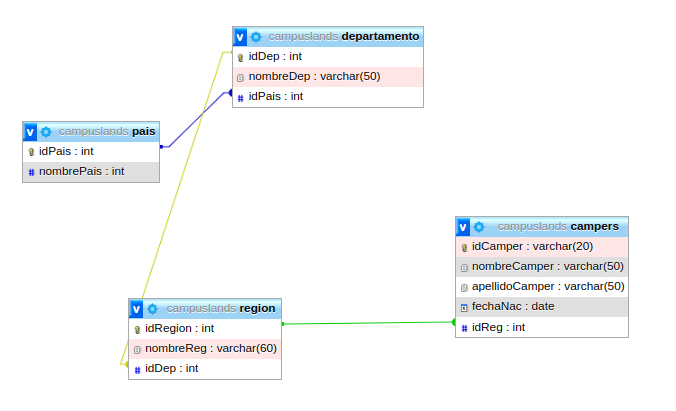 campuslands departamento
idDep : int
nombreDep : varchar(50)
idPais : int
campuslands pais
idPais : int
nombrePais : int
campuslands campers
idCamper : varchar(20)
nombreCamper : varchar(50)
apellidoCamper : varchar(50)
fechaNac : date
idReg : int
campuslands region
idRegion : int
nombreReg : varchar(60)
idDep : int